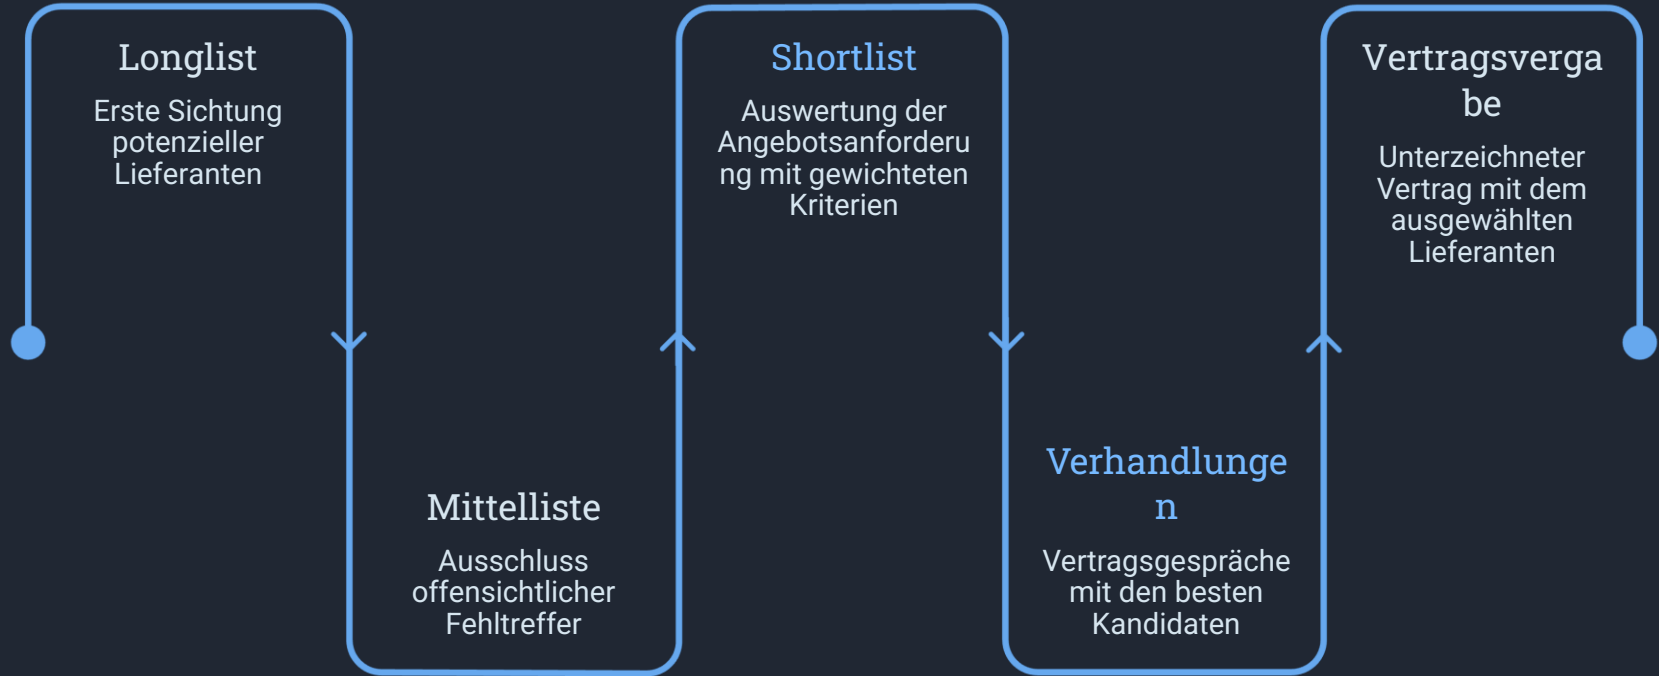 Longlist
Erste Sichtung
potenzieller
Lieferanten
Mittelliste
Ausschluss
offensichtlicher
Fehltreffer
Shortlist
Auswertung der
Angebotsanforderu
ng mit gewichteten
Kriterien
Verhandlunge
n
Vertragsgespräche
mit den besten
Kandidaten
Vertragsverga
be
Unterzeichneter
Vertrag mit dem
ausgewählten
Lieferanten